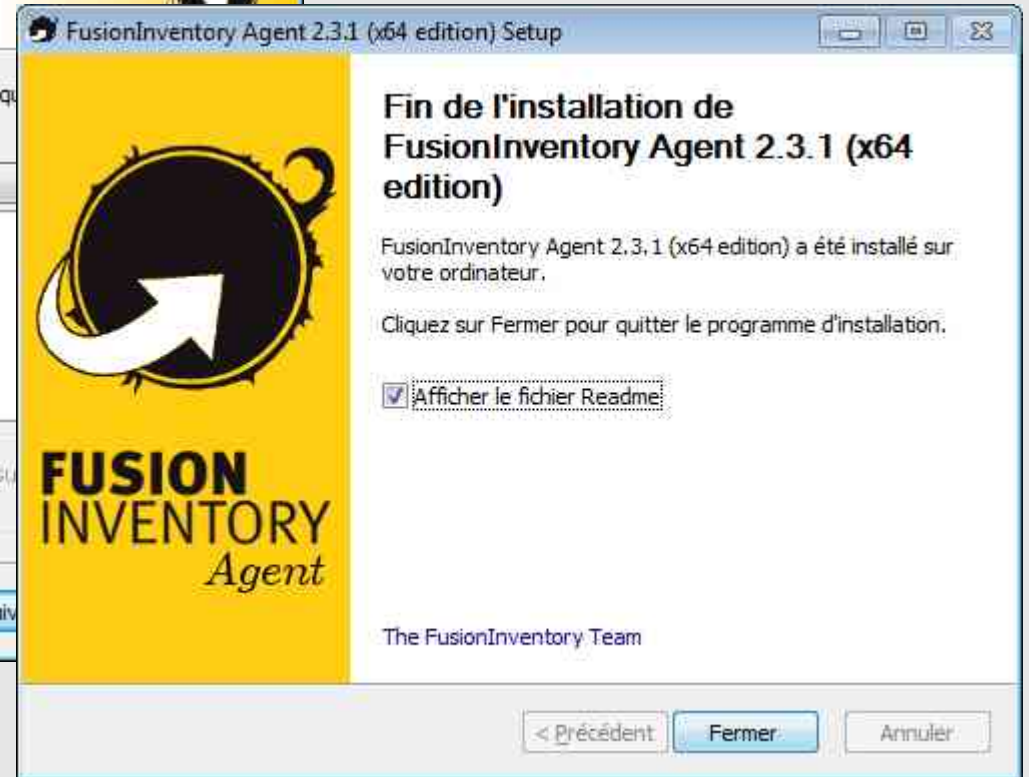 FusionInventory Agent 2.3.1 (x64 edition) Setup
Fin de l'installation de
FusionInventory Agent 2.3.1 (x64
edition)
FusionInventory Agent 2.3.1 (x64 edition) a été installé sur
votre ordinateur.
Cliquez sur Fermer pour quitter le programme d'installation.
Afficher le fichier Readme
FUSION
INVENTORY
Agent
The FusionInventory Team
< Précédent
Fermer
Annuler